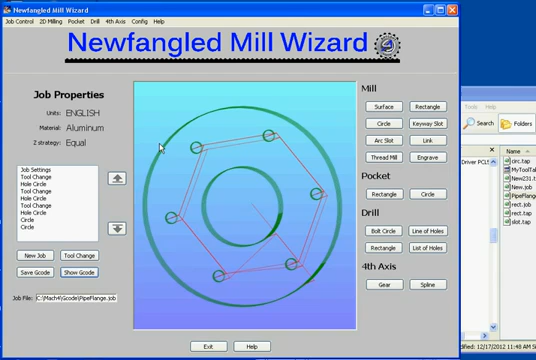 Newfangled Mill Wizard
Job Control 2D Milling Pocket Drill 4th Axis Config Help
Newfangled Mill Wizard
Job Properties
Units: ENGLISH
Material: Aluminum
Z strategy: Equal
Job Settings
Tool Change
Hole Circle
Tool Change
Hole Circle
Tool Change
Hole Circle
Circle
Circle
New Job Tool Change
Save Gcode Show Gcode
Job File: C:\Mach4\Gcode\PipeFlange.job
Mill
Surface Rectangle
Circle Keyway Slot
Arc Slot Link
Thread Mill Engrave
Pocket
Rectangle Circle
Drill
Bolt Circle Line of Holes
Rectangle List of Holes
4th Axis
Gear Spline
Exit Help
Tools Help
Search Folders
Driver PCL5
Name
circ.tap
MyToolTal
New231.t
New.job
PipeFlange
rect.job
rect.tap
slot.tap
dified: 12/17/2012 11:48 AM